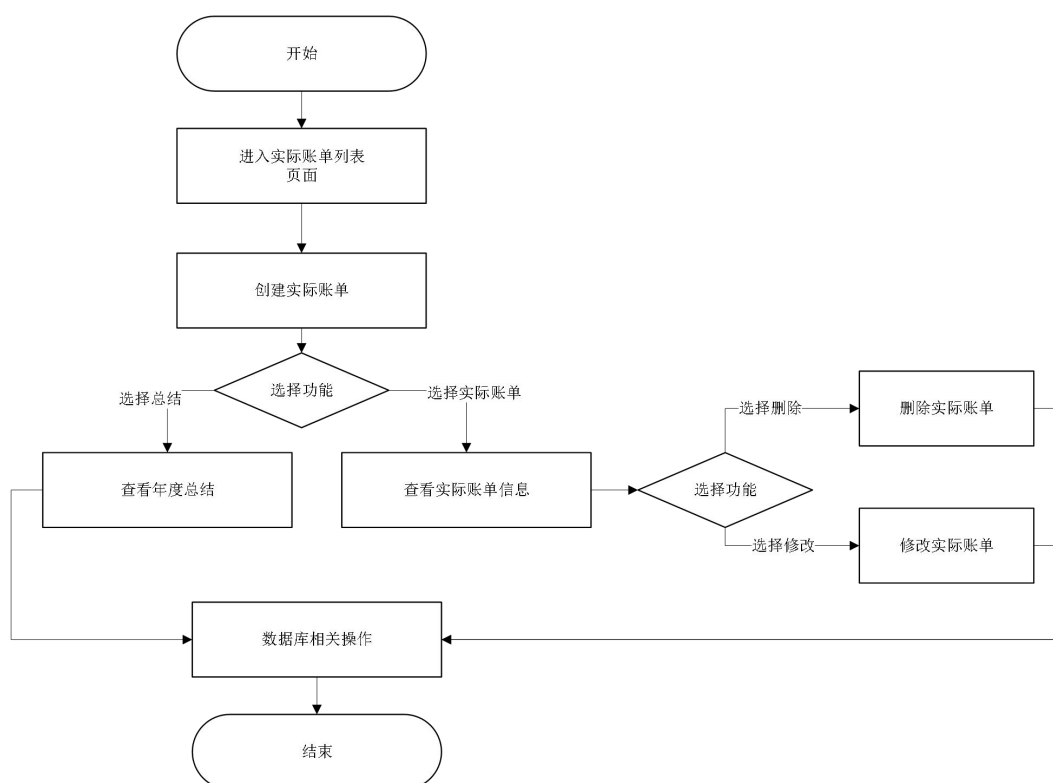 开始
进入实际账单列表
页面
创建实际账单
选择功能
选择总结
选择实际账单
选择删除
删除实际账单
查看年度总结
查看实际账单信息
选择功能
选择修改
修改实际账单
数据库相关操作
结束